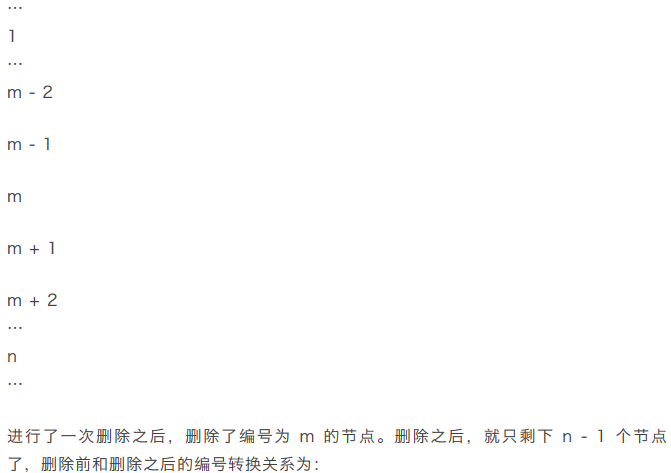 …
1
…
m - 2
m - 1
m
m + 1
m + 2
…
n
…
进行了一次删除之后，删除了编号为 m 的节点。删除之后，就只剩下 n - 1 个节点
了，删除前和删除之后的编号转换关系为：